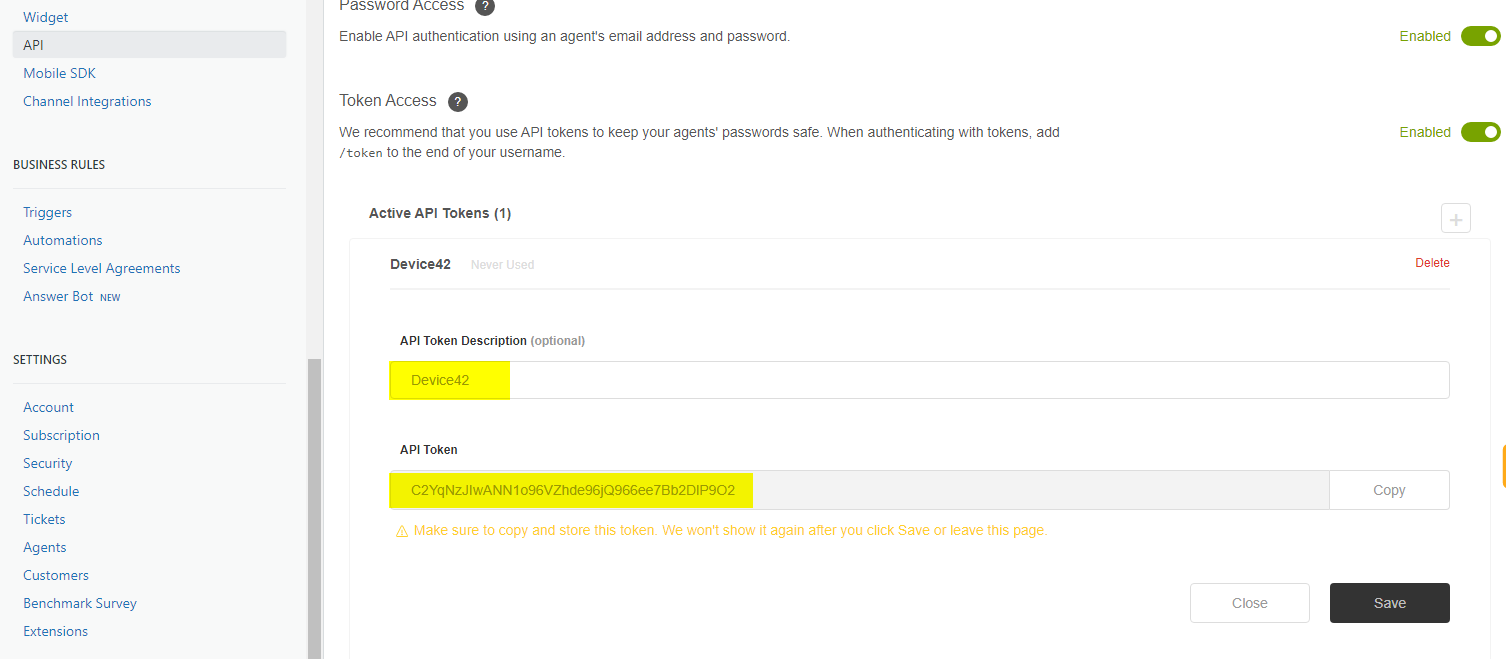 Widget
API
Mobile SDK
Channel Integrations
BUSINESS RULES
Triggers
Automations
Service Level Agreements
Answer Bot NEW
SETTINGS
Account
Subscription
Security
Schedule
Tickets
Agents
Customers
Benchmark Survey
Extensions
Password Access ?
Enable API authentication using an agent's email address and password.
Enabled
Token Access ?
We recommend that you use API tokens to keep your agents' passwords safe. When authenticating with tokens, add
/token to the end of your username.
Enabled
Active API Tokens (1)
+
Device42 Never Used
Delete
API Token Description (optional)
Device42
API Token
C2YqNzJIwANN1o96VZhde96jQ966ee7Bb2DIP9O2
Copy
Make sure to copy and store this token. We won't show it again after you click Save or leave this page.
Close
Save